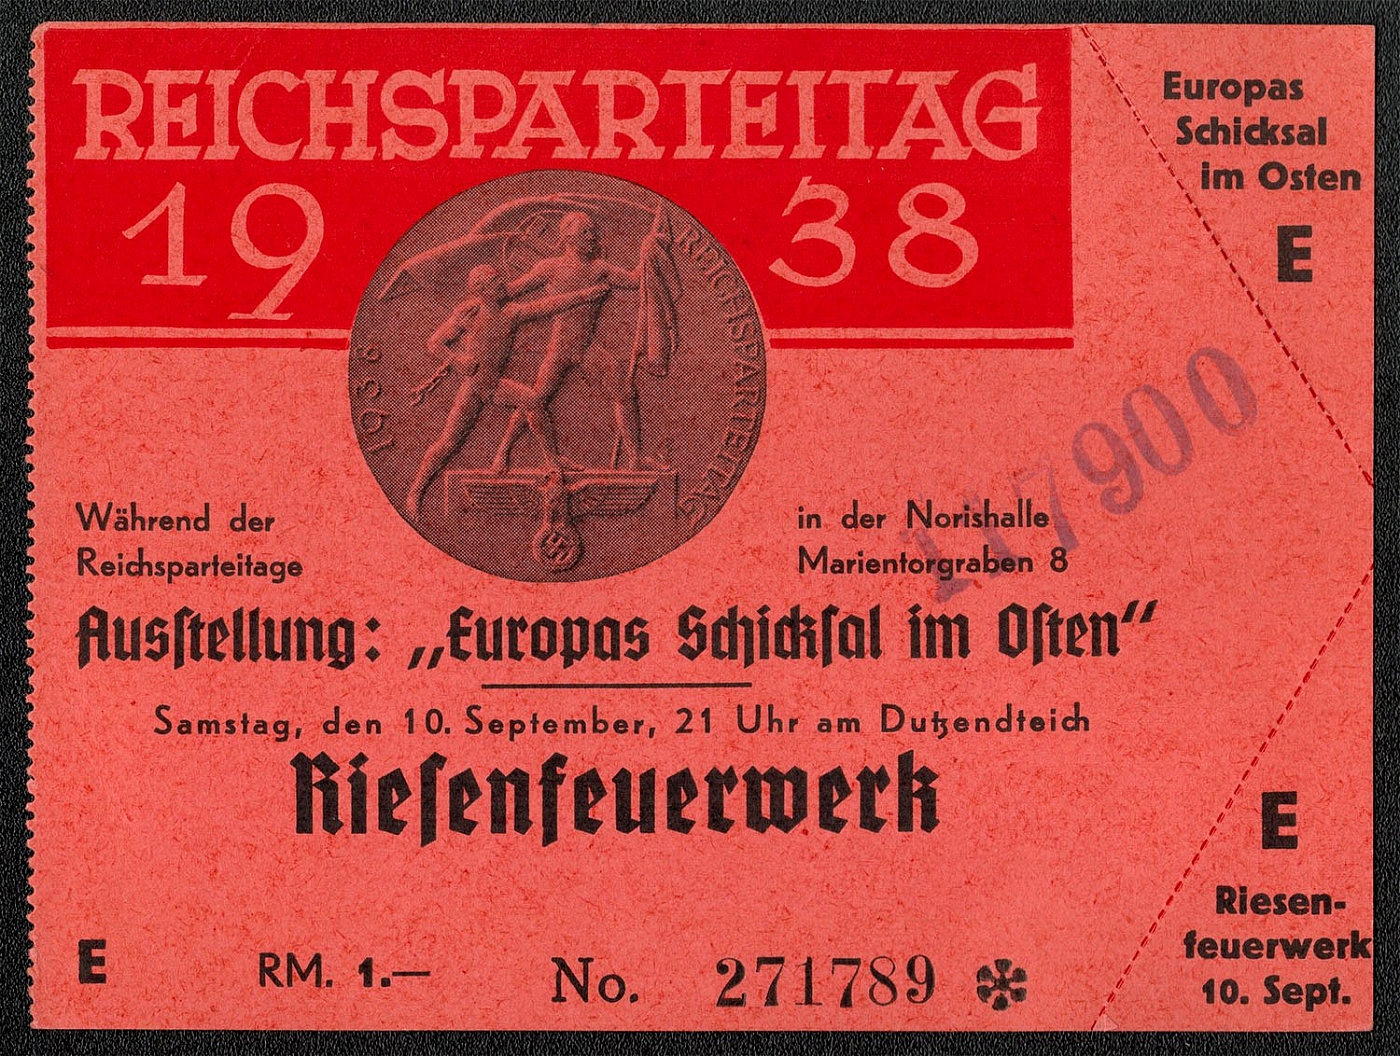 REICHSPARTEITAG
1938
1938 REICHSPARTEITAG
Während der
Reichsparteitage
in der Norishalle
Marientorgraben 8
Ausſtellung: „Europas Schickſal im Oſten“
Samstag, den 10. September, 21 Uhr am Dutzendteich
Rieſenfeuerwerk
E
RM. 1.—
No. 271789
117900
Europas
Schicksal
im Osten
E
E
Riesen-
feuerwerk
10. Sept.